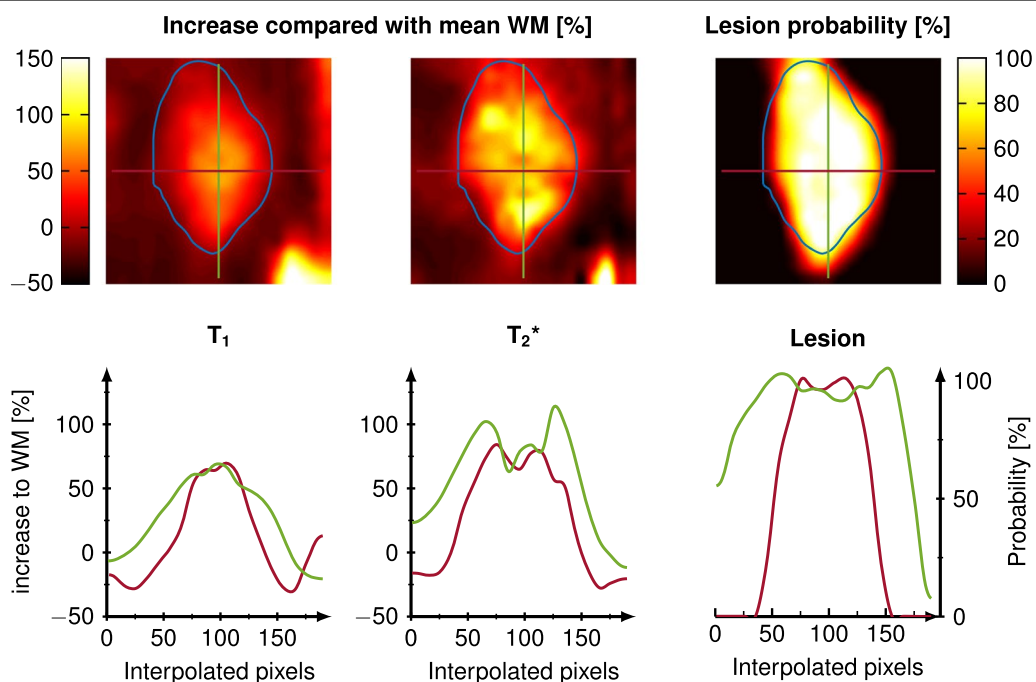 Increase compared with mean WM [%]
Lesion probability [%]
150
100
50
0
−50
100
80
60
40
20
0
T₁
T₂*
Lesion
increase to WM [%]
100
50
0
−50
0 50 100 150
Interpolated pixels
100
50
0
−50
0 50 100 150
Interpolated pixels
0 50 100 150
Interpolated pixels
100
50
0
Probability [%]